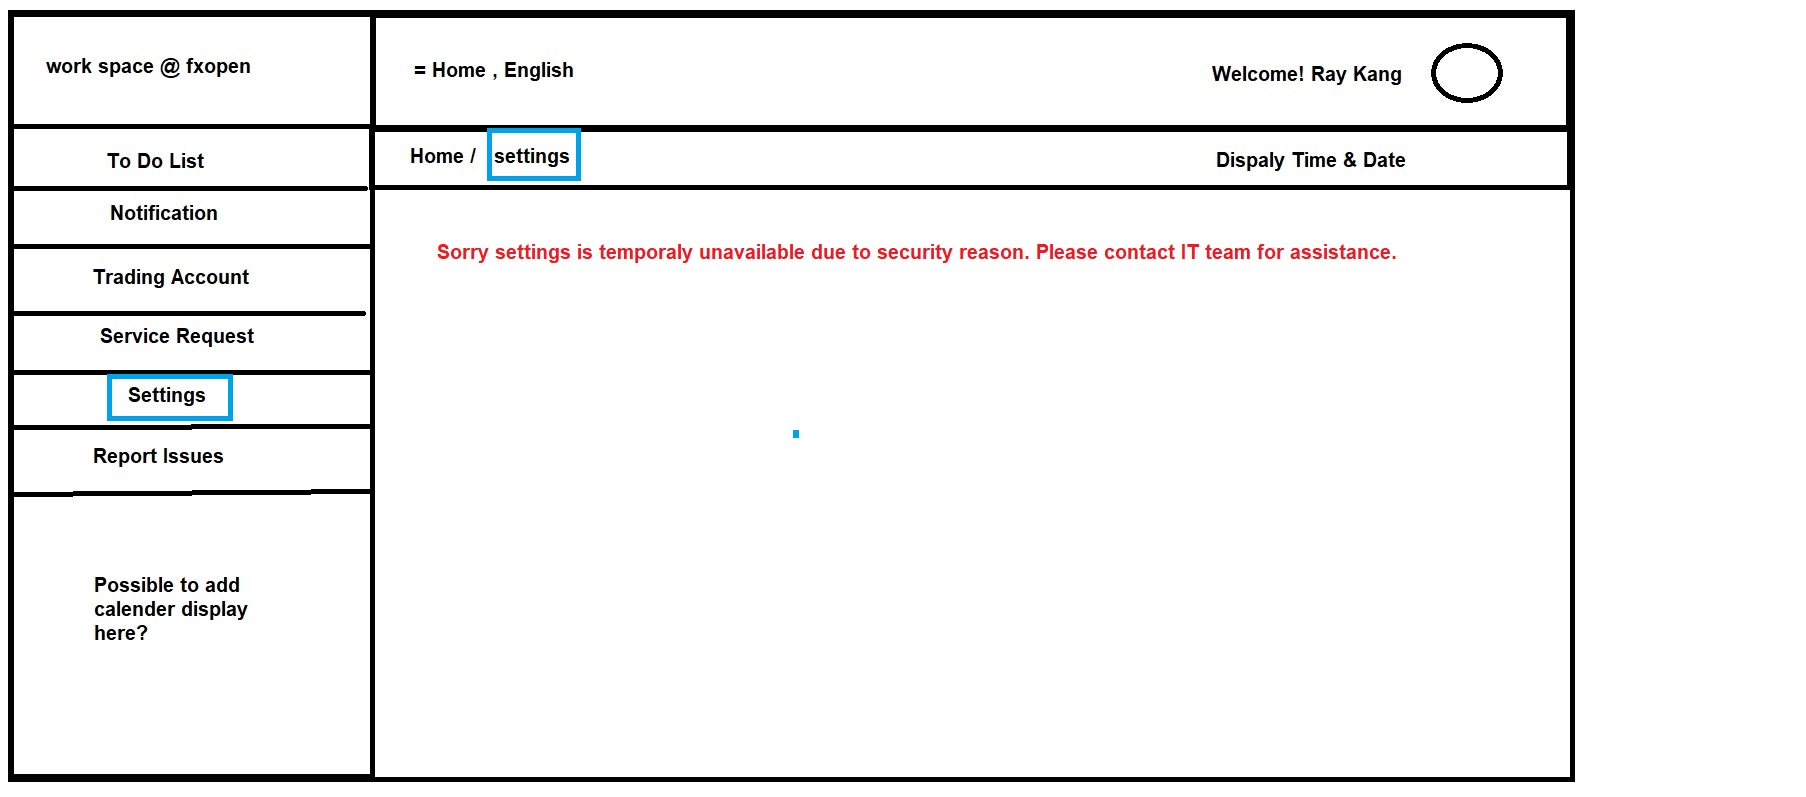 work space @ fxopen
= Home , English
Welcome! Ray Kang
Home / settings
Dispaly Time & Date
To Do List
Notification
Trading Account
Service Request
Settings
Report Issues
Possible to add
calender display
here?
Sorry settings is temporaly unavailable due to security reason. Please contact IT team for assistance.